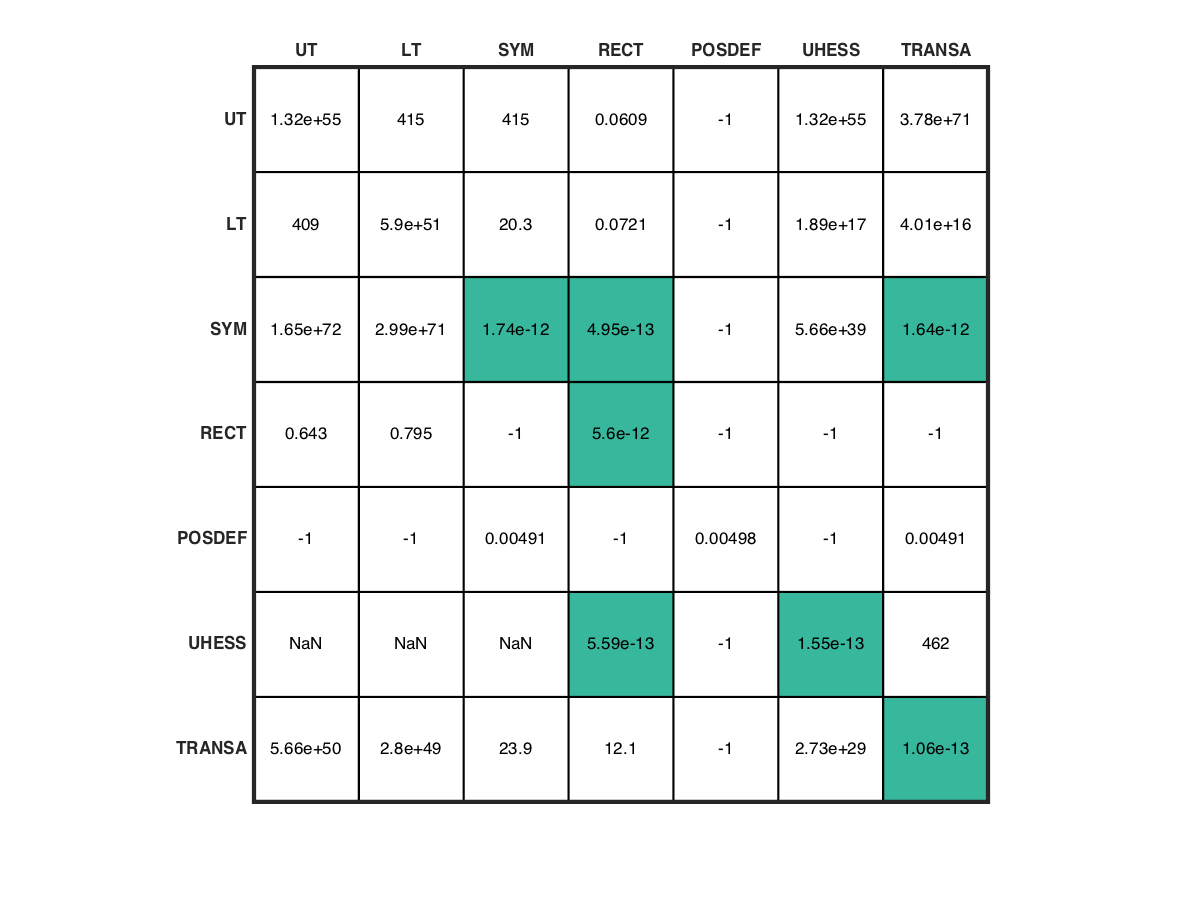 UT LT SYM RECT POSDEF UHESS TRANSA
UT 1.32e+55 415 415 0.0609 -1 1.32e+55 3.78e+71
LT 409 5.9e+51 20.3 0.0721 -1 1.89e+17 4.01e+16
SYM 1.65e+72 2.99e+71 1.74e-12 4.95e-13 -1 5.66e+39 1.64e-12
RECT 0.643 0.795 -1 5.6e-12 -1 -1 -1
POSDEF -1 -1 0.00491 -1 0.00498 -1 0.00491
UHESS NaN NaN NaN 5.59e-13 -1 1.55e-13 462
TRANSA 5.66e+50 2.8e+49 23.9 12.1 -1 2.73e+29 1.06e-13